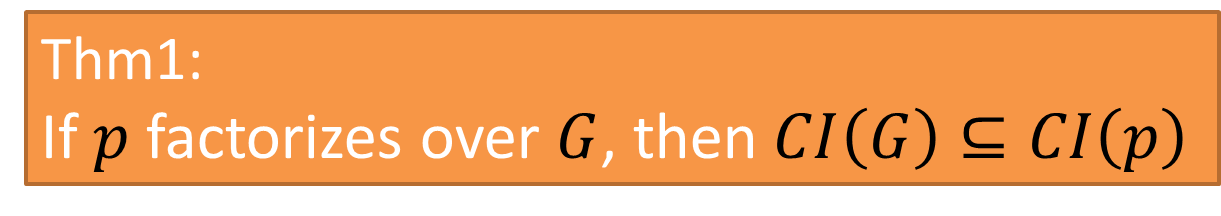 Thm1:
If 𝑝 factorizes over 𝐺, then 𝐶𝐼(𝐺) ⊆ 𝐶𝐼(𝑝)